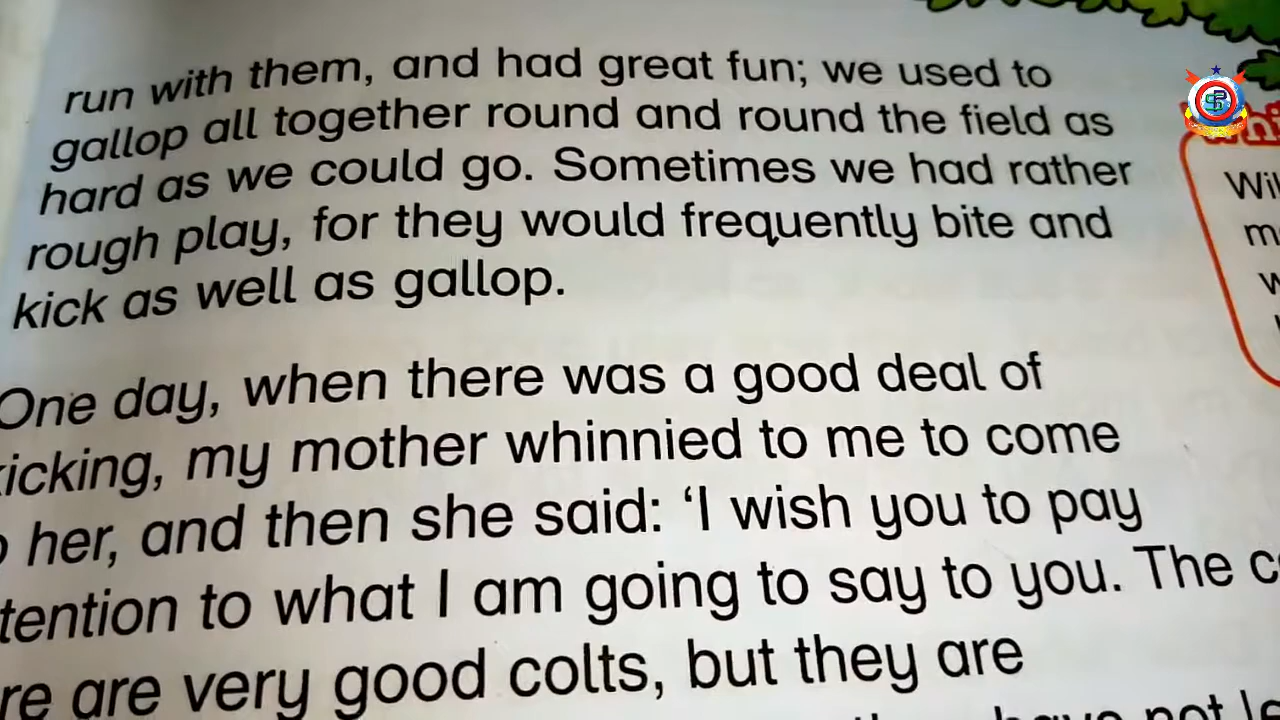 run with them, and had great fun; we used to
gallop all together round and round the field as
hard as we could go. Sometimes we had rather
rough play, for they would frequently bite and
kick as well as gallop.
One day, when there was a good deal of
kicking, my mother whinnied to me to come
her, and then she said: ‘I wish you to pay
tention to what I am going to say to you. The c
re are very good colts, but they are
have not
Wil
m
w